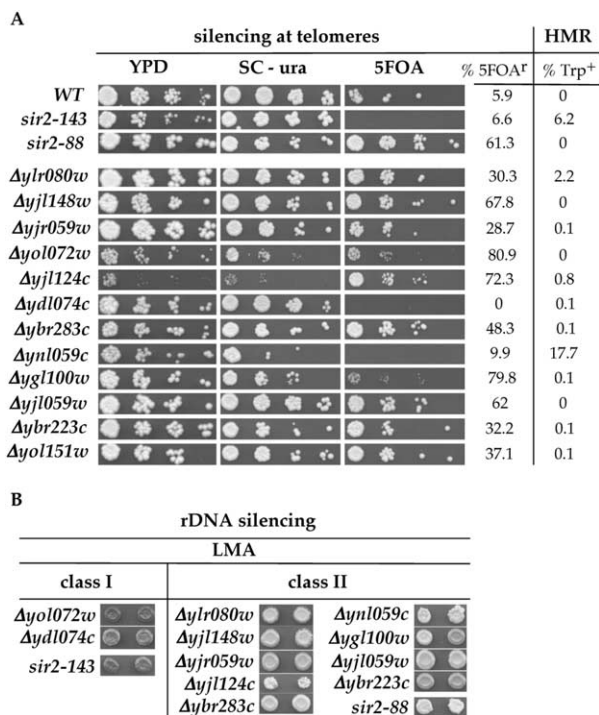 A
silencing at telomeres HMR
YPD SC - ura 5FOA % 5FOAʳ % Trp⁺
WT 5.9 0
sir2-143 6.6 6.2
sir2-88 61.3 0
Δylr080w 30.3 2.2
Δyjl148w 67.8 0
Δyjr059w 28.7 0.1
Δyol072w 80.9 0
Δyjl124c 72.3 0.8
Δydl074c 0 0.1
Δybr283c 48.3 0.1
Δynl059c 9.9 17.7
Δygl100w 79.8 0.1
Δyjl059w 62 0
Δybr223c 32.2 0.1
Δyol151w 37.1 0.1
B
rDNA silencing
LMA
class I class II
Δyol072w Δylr080w Δynl059c
Δydl074c Δyjl148w Δygl100w
sir2-143 Δyjr059w Δyjl059w
Δyjl124c Δybr223c
Δybr283c sir2-88